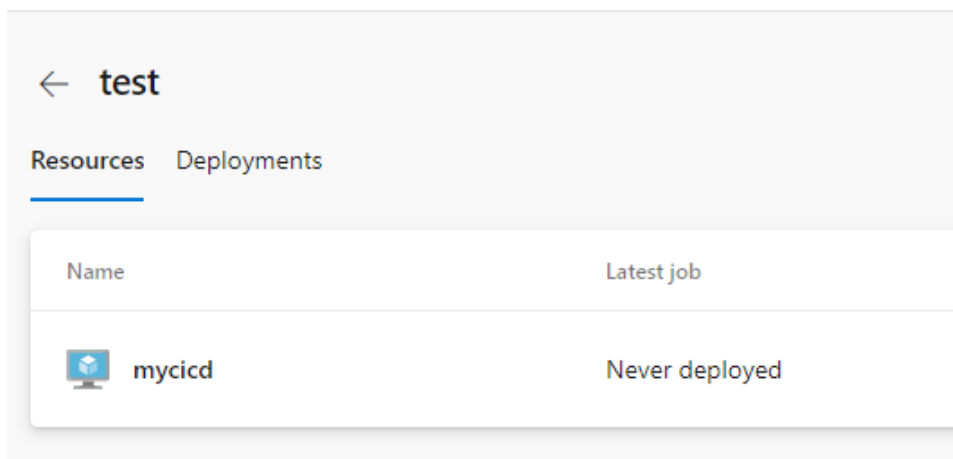 test
Resources Deployments
Name Latest job
mycicd Never deployed